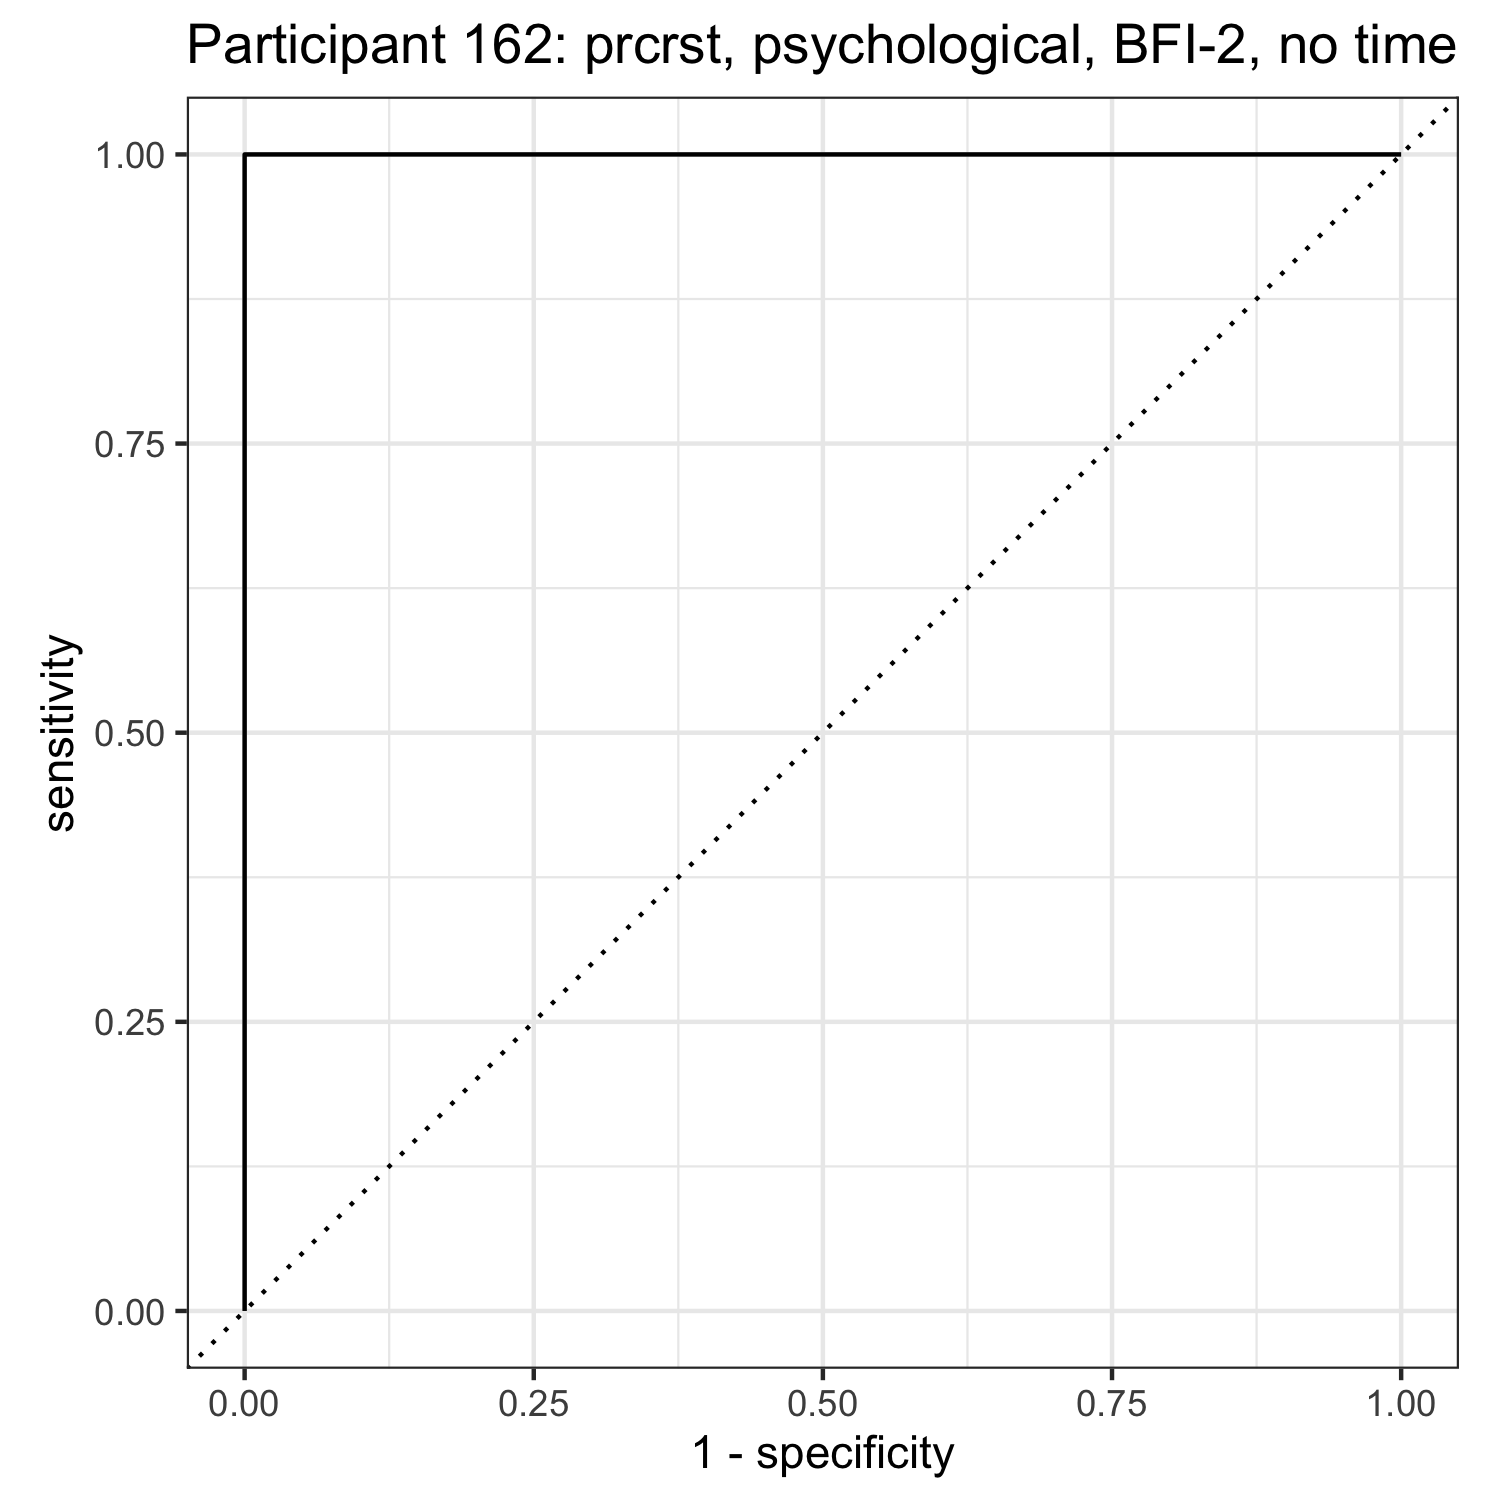 Participant 162: prcrst, psychological, BFI-2, no time
sensitivity
1.00
0.75
0.50
0.25
0.00
0.00 0.25 0.50 0.75 1.00
1 - specificity